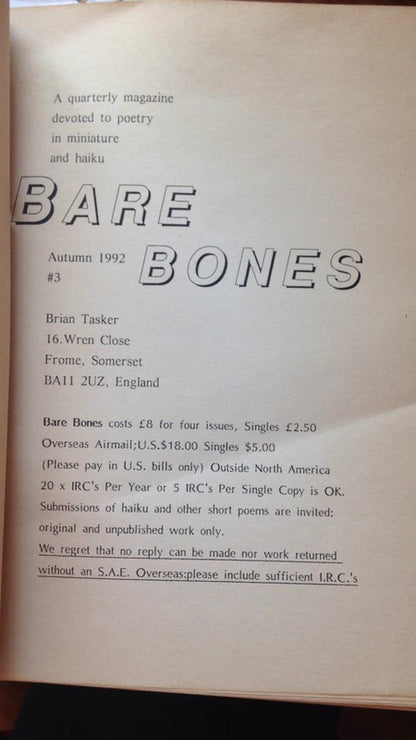 A quarterly magazine
devoted to poetry
in miniature
and haiku
BARE
BONES
Autumn 1992
#3
Brian Tasker
16.Wren Close
Frome, Somerset
BA11 2UZ, England
Bare Bones costs £8 for four issues, Singles £2.50
Overseas Airmail;U.S.$18.00 Singles $5.00
(Please pay in U.S. bills only) Outside North America
20 x IRC's Per Year or 5 IRC's Per Single Copy is OK.
Submissions of haiku and other short poems are invited:
original and unpublished work only.
We regret that no reply can be made nor work returned
without an S.A.E. Overseas:please include sufficient I.R.C.'s